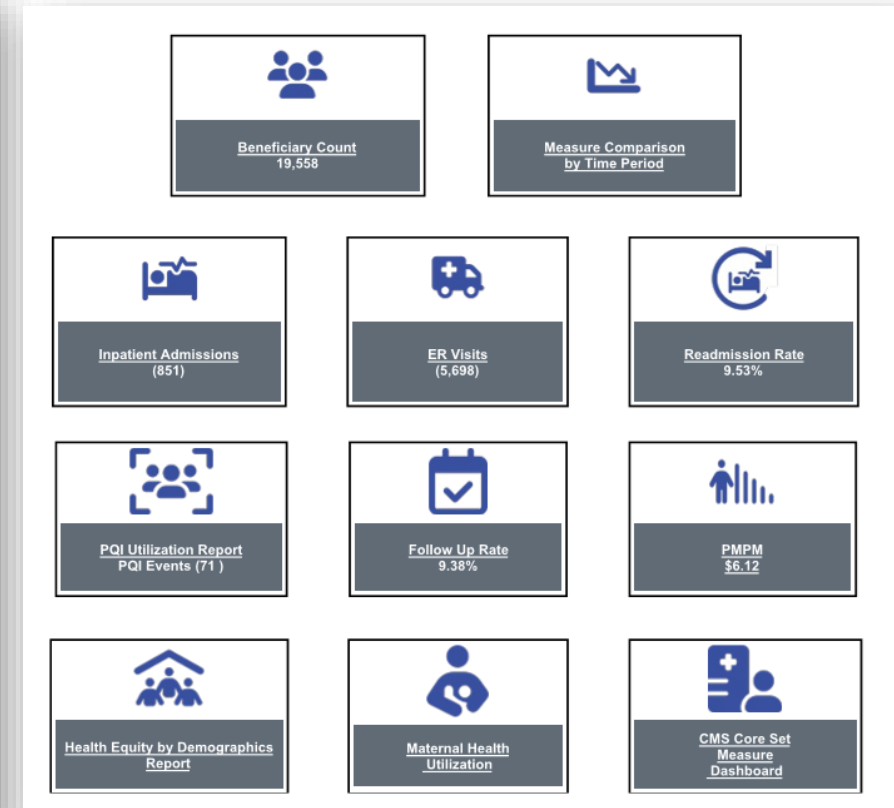 Beneficiary Count
19,558
Measure Comparison
by Time Period
Inpatient Admissions
(851)
ER Visits
(5,698)
Readmission Rate
9.53%
PQI Utilization Report
PQI Events (71 )
Follow Up Rate
9.38%
PMPM
$6.12
Health Equity by Demographics
Report
Maternal Health
Utilization
CMS Core Set
Measure
Dashboard